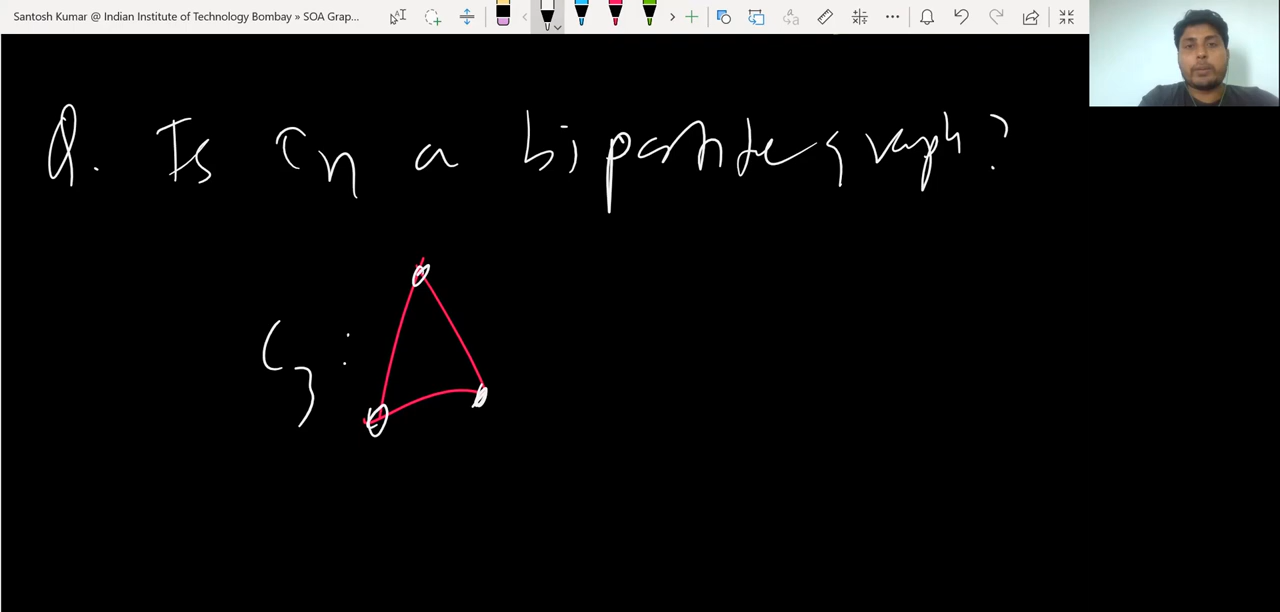 Santosh Kumar @ Indian Institute of Technology Bombay » SOA Grap...
Q. Is Cn a bipartite graph?
C3 :